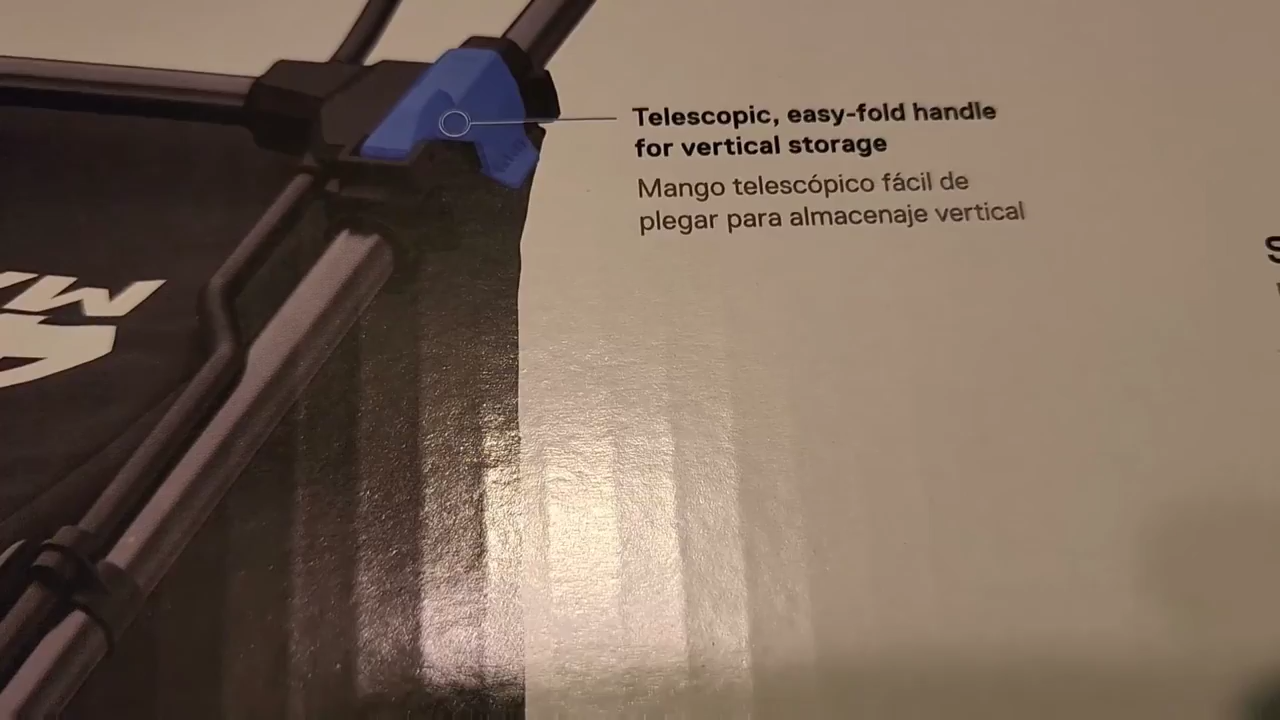 Telescopic, easy-fold handle
for vertical storage
Mango telescópico fácil de
plegar para almacenaje vertical